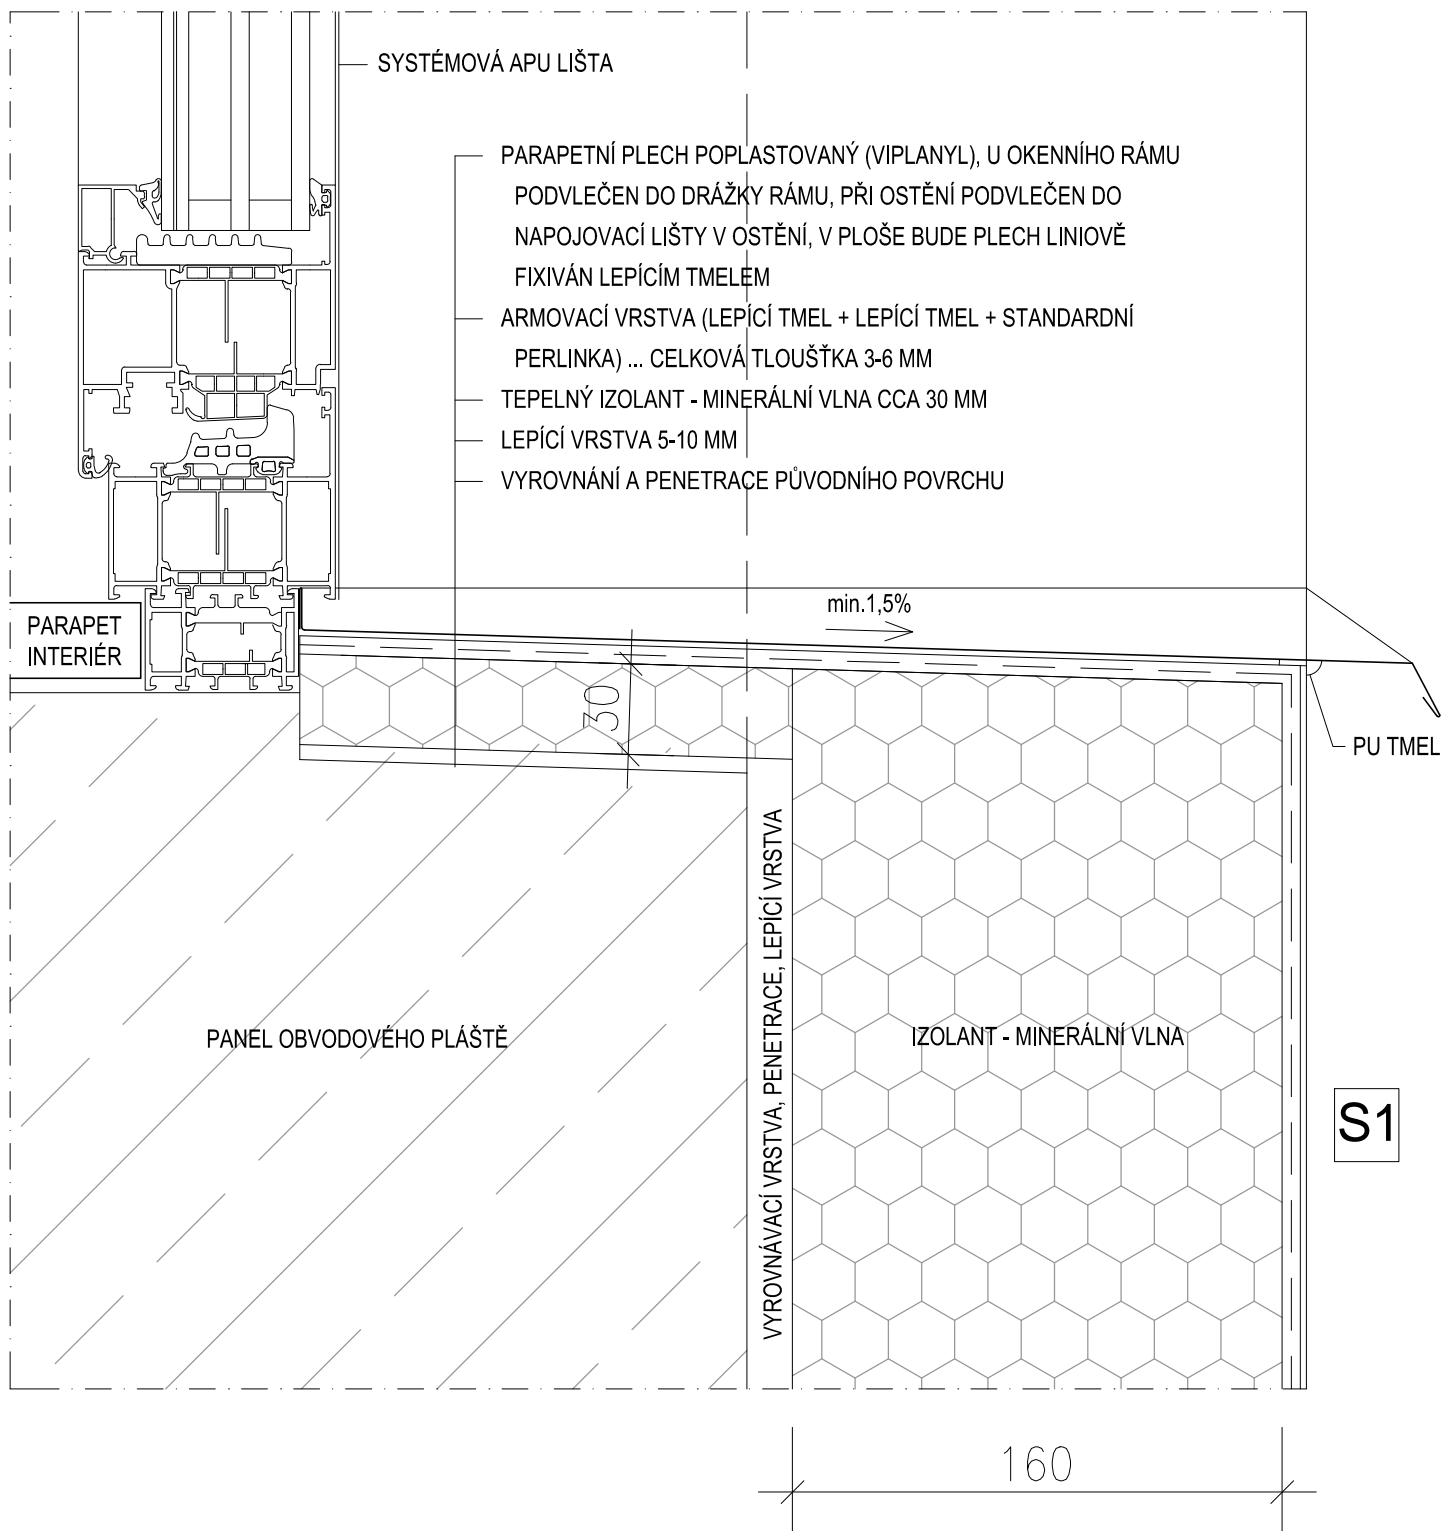 SYSTÉMOVÁ APU LIŠTA
PARAPETNÍ PLECH POPLASTOVANÝ (VIPLANYL), U OKENNÍHO RÁMU
PODVLEČEN DO DRÁŽKY RÁMU, PŘI OSTĚNÍ PODVLEČEN DO
NAPOJOVACÍ LIŠTY V OSTĚNÍ, V PLOŠE BUDE PLECH LINIOVĚ
FIXIVÁN LEPÍCÍM TMELEM
ARMOVACÍ VRSTVA (LEPÍCÍ TMEL + LEPÍCÍ TMEL + STANDARDNÍ
PERLINKA) ... CELKOVÁ TLOUŠŤKA 3-6 MM
TEPELNÝ IZOLANT - MINERÁLNÍ VLNA CCA 30 MM
LEPÍCÍ VRSTVA 5-10 MM
VYROVNÁNÍ A PENETRACE PŮVODNÍHO POVRCHU
min.1,5%
PARAPET
INTERIÉR
30
PU TMEL
VYROVNÁVACÍ VRSTVA, PENETRACE, LEPÍCÍ VRSTVA
PANEL OBVODOVÉHO PLÁŠTĚ
IZOLANT - MINERÁLNÍ VLNA
S1
160